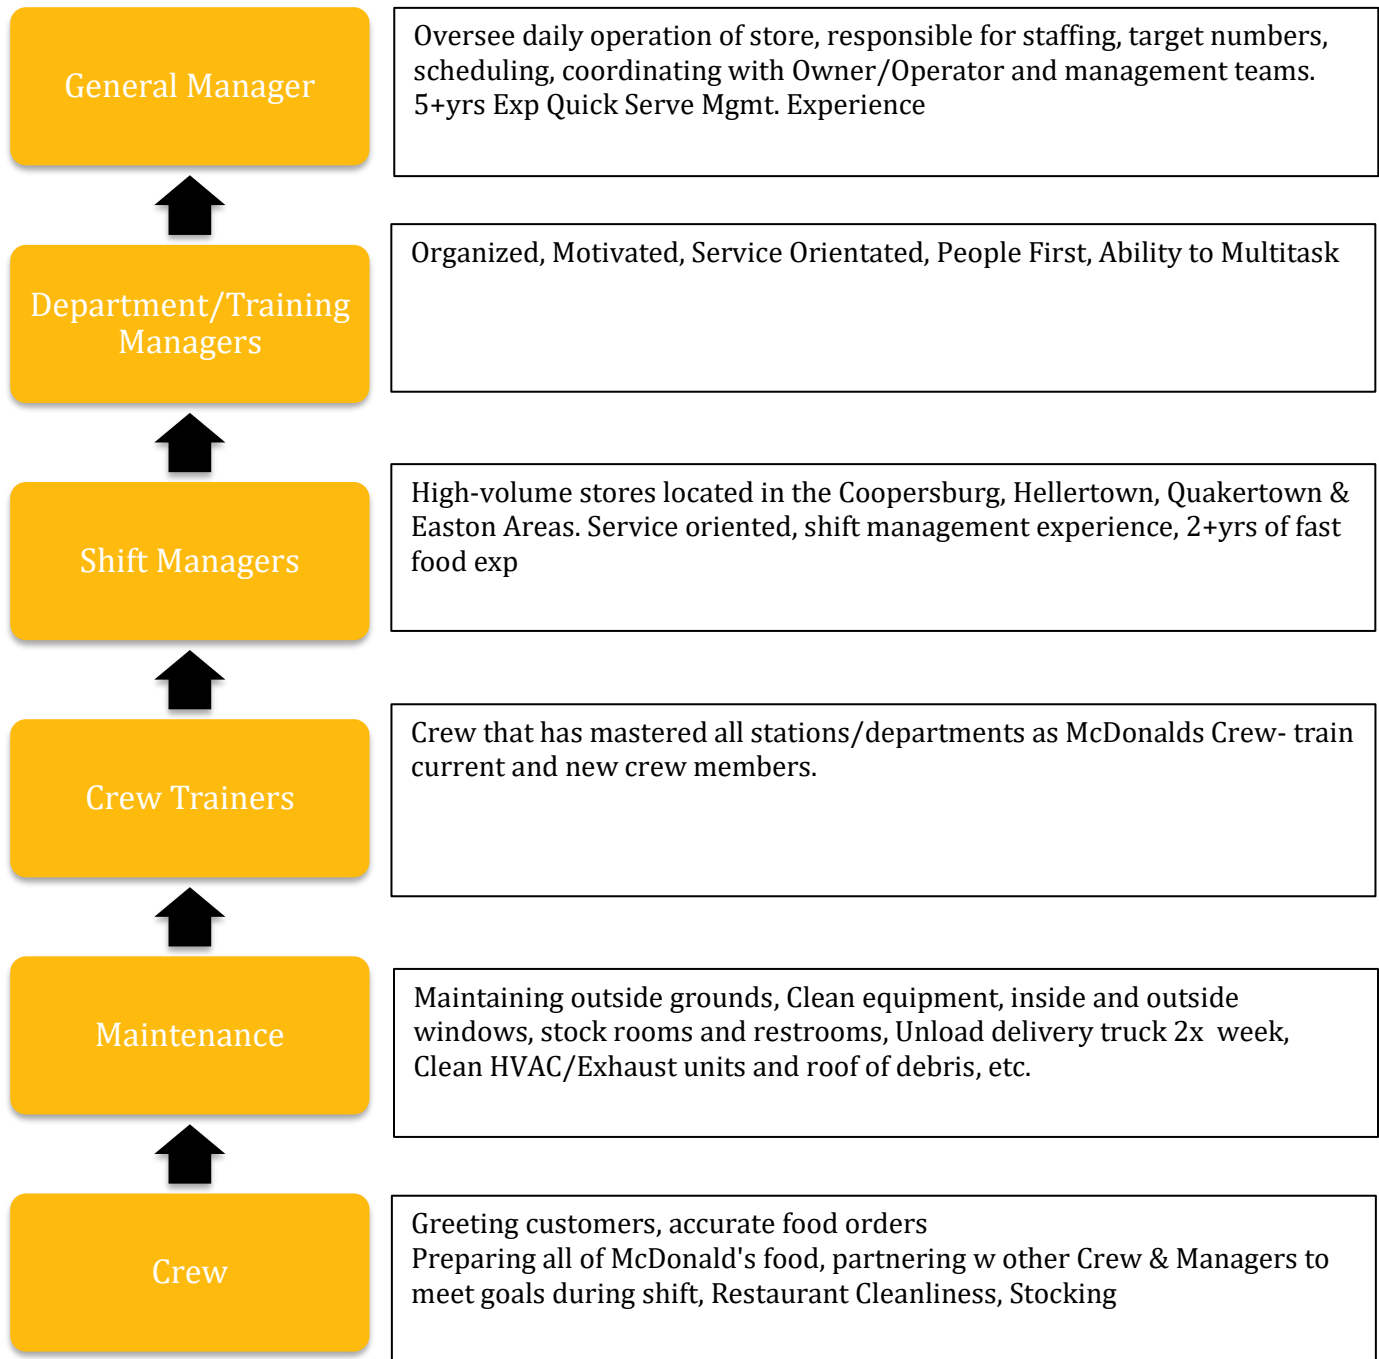 General Manager
Oversee daily operation of store, responsible for staffing, target numbers,
scheduling, coordinating with Owner/Operator and management teams.
5+yrs Exp Quick Serve Mgmt. Experience
Department/Training
Managers
Organized, Motivated, Service Orientated, People First, Ability to Multitask
Shift Managers
High-volume stores located in the Coopersburg, Hellertown, Quakertown &
Easton Areas. Service oriented, shift management experience, 2+yrs of fast
food exp
Crew Trainers
Crew that has mastered all stations/departments as McDonalds Crew- train
current and new crew members.
Maintenance
Maintaining outside grounds, Clean equipment, inside and outside
windows, stock rooms and restrooms, Unload delivery truck 2x  week,
Clean HVAC/Exhaust units and roof of debris, etc.
Crew
Greeting customers, accurate food orders
Preparing all of McDonald's food, partnering w other Crew & Managers to
meet goals during shift, Restaurant Cleanliness, Stocking